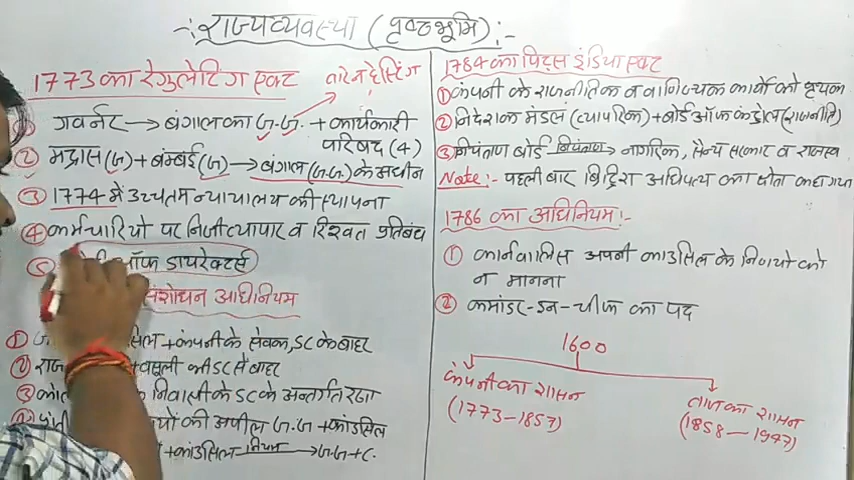 -: राज्यव्यवस्था (पृष्ठभूमि) :-
1773 का रेगुलेटिंग एक्ट
वारेन हेस्टिंग
① गवर्नर → बंगाल का ज.ज. + कार्यकारी
परिषद (4)
② मद्रास (ज) + बम्बई (ज) → बंगाल (ज.ज.) के अधीन
③ 1774 में उच्चतम न्यायालय की स्थापना
④ कर्मचारियों पर निजी व्यापार व रिश्वत प्रतिबंध
⑤ ऑफ डायरेक्टर्स
संशोधन अधिनियम
① + कंपनी के सेवक, SC के बाहर
② राज + वसूली की SC से बाहर
③ निवासी के SC के अन्तर्गत रखा
की अपील ज.ज + काउंसिल
+ काउंसिल नियम → ज.ज + c.
1784 का पिट्स इंडिया एक्ट
① कंपनी के राजनीतिक व वाणिज्यिक कार्यों को पृथक
② निदेशक मंडल (व्यापारिक) + बोर्ड ऑफ कंट्रोल (राजनीति)
③ नियंत्रण बोर्ड नियंत्रण → नागरिक, सैन्य सरकार व राजस्व
Note:- पहली बार ब्रिटिश आधिपत्य का क्षेत्र कहा गया
1786 का अधिनियम:-
① कार्नवालिस अपनी काउंसिल के निर्णयों को
न मानना
② कमांडर-इन-चीफ का पद
1600
कंपनी का शासन
(1773-1857)
ताज का शासन
(1858-1947)